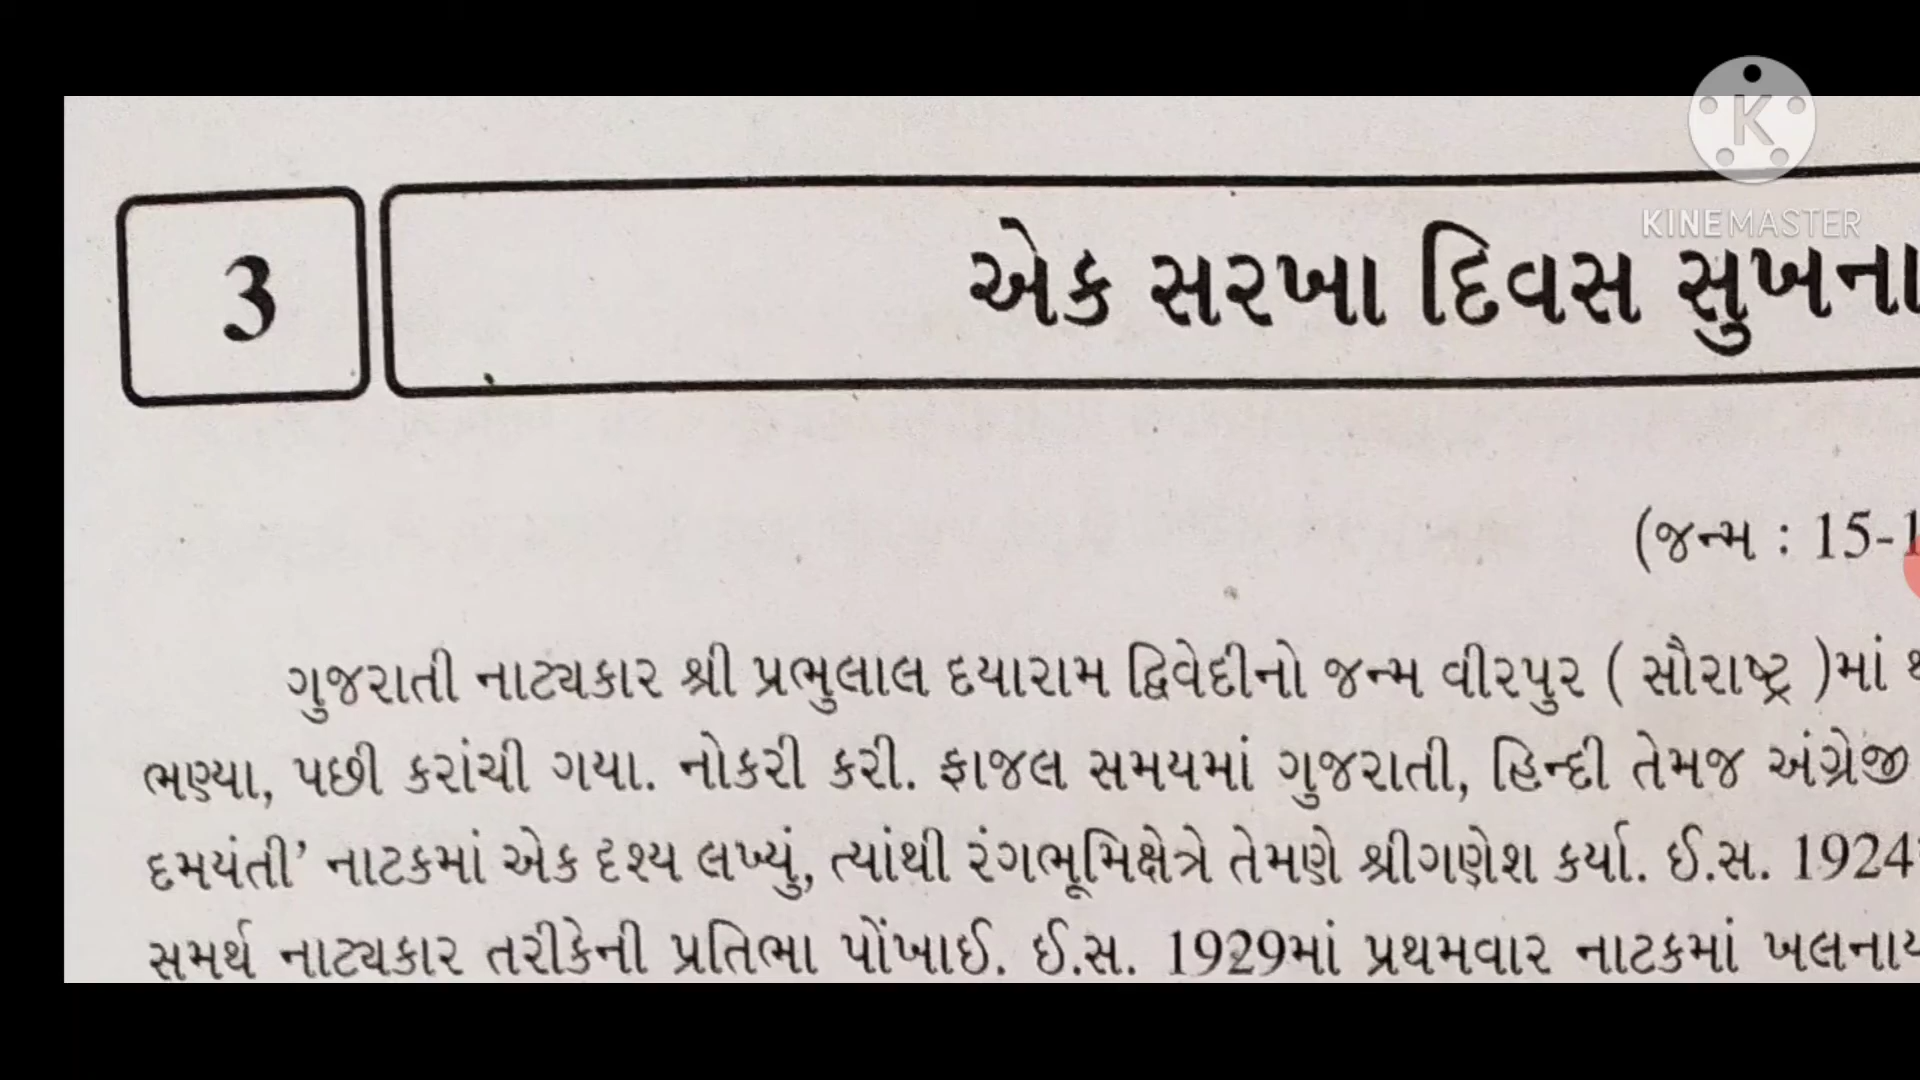 K
KINEMASTER
3
એક સરખા દિવસ સુખના
(જન્મ : 15-1
ગુજરાતી નાટ્યકાર શ્રી પ્રભુલાલ દયારામ દ્વિવેદીનો જન્મ વીરપુર ( સૌરાષ્ટ્ર )માં
ભણ્યા, પછી કરાંચી ગયા. નોકરી કરી. ફાજલ સમયમાં ગુજરાતી, હિન્દી તેમજ અંગ્રેજી
દમયંતી’ નાટકમાં એક દૃશ્ય લખ્યું, ત્યાંથી રંગભૂમિક્ષેત્રે તેમણે શ્રીગણેશ કર્યા. ઈ.સ. 1924
સમર્થ નાટ્યકાર તરીકેની પ્રતિભા પોંખાઈ. ઈ.સ. 1929માં પ્રથમવાર નાટકમાં